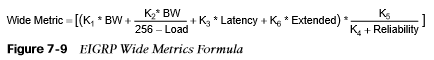 Wide Metric = [(K1 * BW + K2* BW / 256 – Load + K3 * Latency + K6 * Extended) * K5 / K4 + Reliability ]
Figure 7-9 EIGRP Wide Metrics Formula